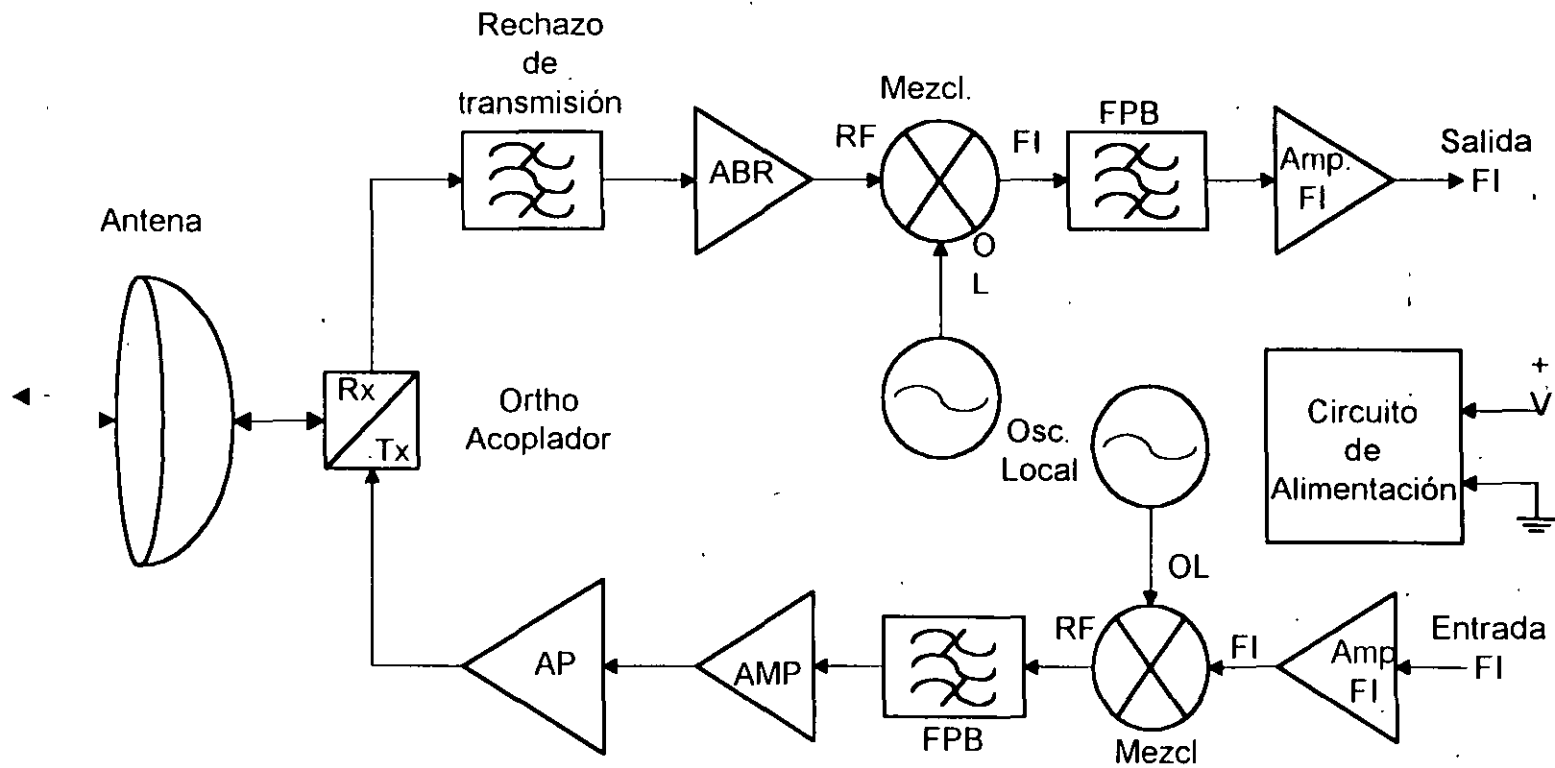 Rechazo
de
transmisión
Mezcl.
FPB
RF
FI
ABR
Amp.
FI
Salida
FI
O
L
Antena
Rx
Tx
Ortho
Acoplador
Osc.
Local
Circuito
de
Alimentación
+
V
OL
AP
AMP
FPB
RF
Mezcl
FI
Amp
FI
Entrada
FI